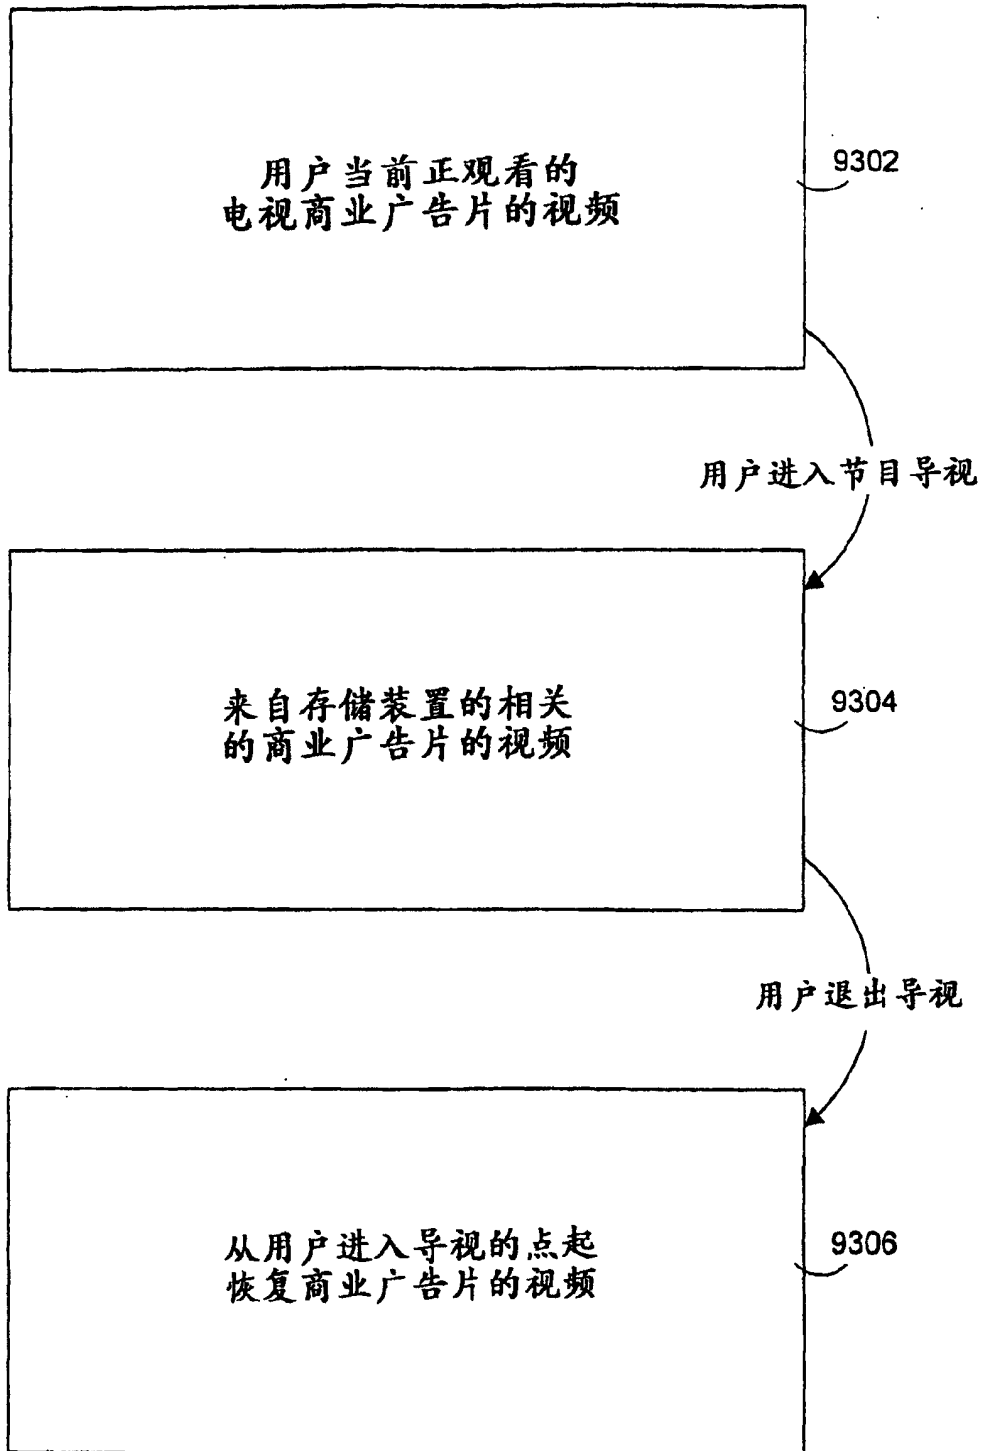 用户当前正观看的
电视商业广告片的视频
9302
用户进入节目导视
来自存储装置的相关
的商业广告片的视频
9304
用户退出导视
从用户进入导视的点起
恢复商业广告片的视频
9306